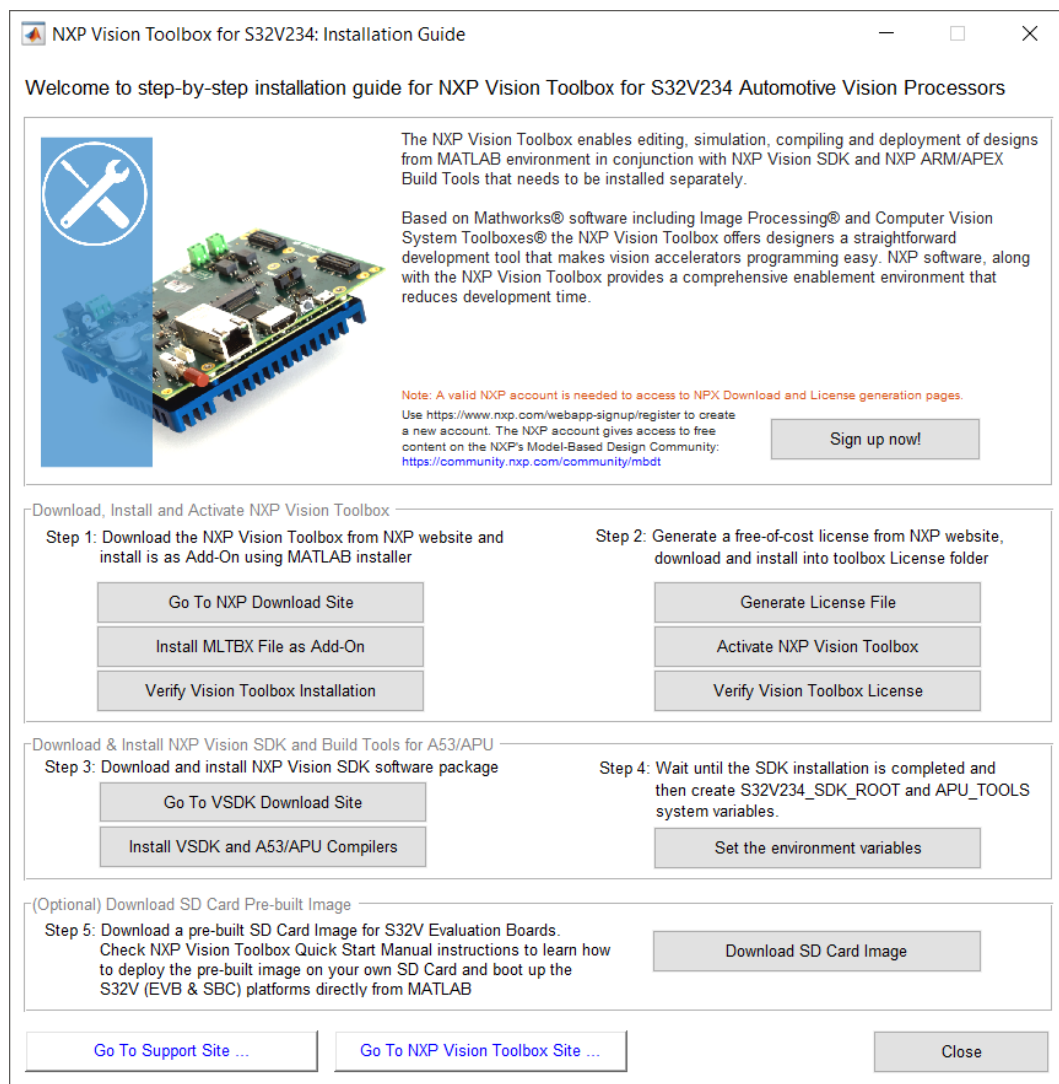 NXP Vision Toolbox for S32V234: Installation Guide
Welcome to step-by-step installation guide for NXP Vision Toolbox for S32V234 Automotive Vision Processors
The NXP Vision Toolbox enables editing, simulation, compiling and deployment of designs
from MATLAB environment in conjunction with NXP Vision SDK and NXP ARM/APEX
Build Tools that needs to be installed separately.
Based on Mathworks® software including Image Processing® and Computer Vision
System Toolboxes® the NXP Vision Toolbox offers designers a straightforward
development tool that makes vision accelerators programming easy. NXP software, along
with the NXP Vision Toolbox provides a comprehensive enablement environment that
reduces development time.
Note: A valid NXP account is needed to access to NPX Download and License generation pages.
Use https://www.nxp.com/webapp-signup/register to create
a new account. The NXP account gives access to free
content on the NXP's Model-Based Design Community:
https://community.nxp.com/community/mbdt
Sign up now!
Download, Install and Activate NXP Vision Toolbox
Step 1: Download the NXP Vision Toolbox from NXP website and
install is as Add-On using MATLAB installer
Go To NXP Download Site
Install MLTBX File as Add-On
Verify Vision Toolbox Installation
Step 2: Generate a free-of-cost license from NXP website,
download and install into toolbox License folder
Generate License File
Activate NXP Vision Toolbox
Verify Vision Toolbox License
Download & Install NXP Vision SDK and Build Tools for A53/APU
Step 3: Download and install NXP Vision SDK software package
Go To VSDK Download Site
Install VSDK and A53/APU Compilers
Step 4: Wait until the SDK installation is completed and
then create S32V234_SDK_ROOT and APU_TOOLS
system variables.
Set the environment variables
(Optional) Download SD Card Pre-built Image
Step 5: Download a pre-built SD Card Image for S32V Evaluation Boards.
Check NXP Vision Toolbox Quick Start Manual instructions to learn how
to deploy the pre-built image on your own SD Card and boot up the
S32V (EVB & SBC) platforms directly from MATLAB
Download SD Card Image
Go To Support Site ...
Go To NXP Vision Toolbox Site ...
Close